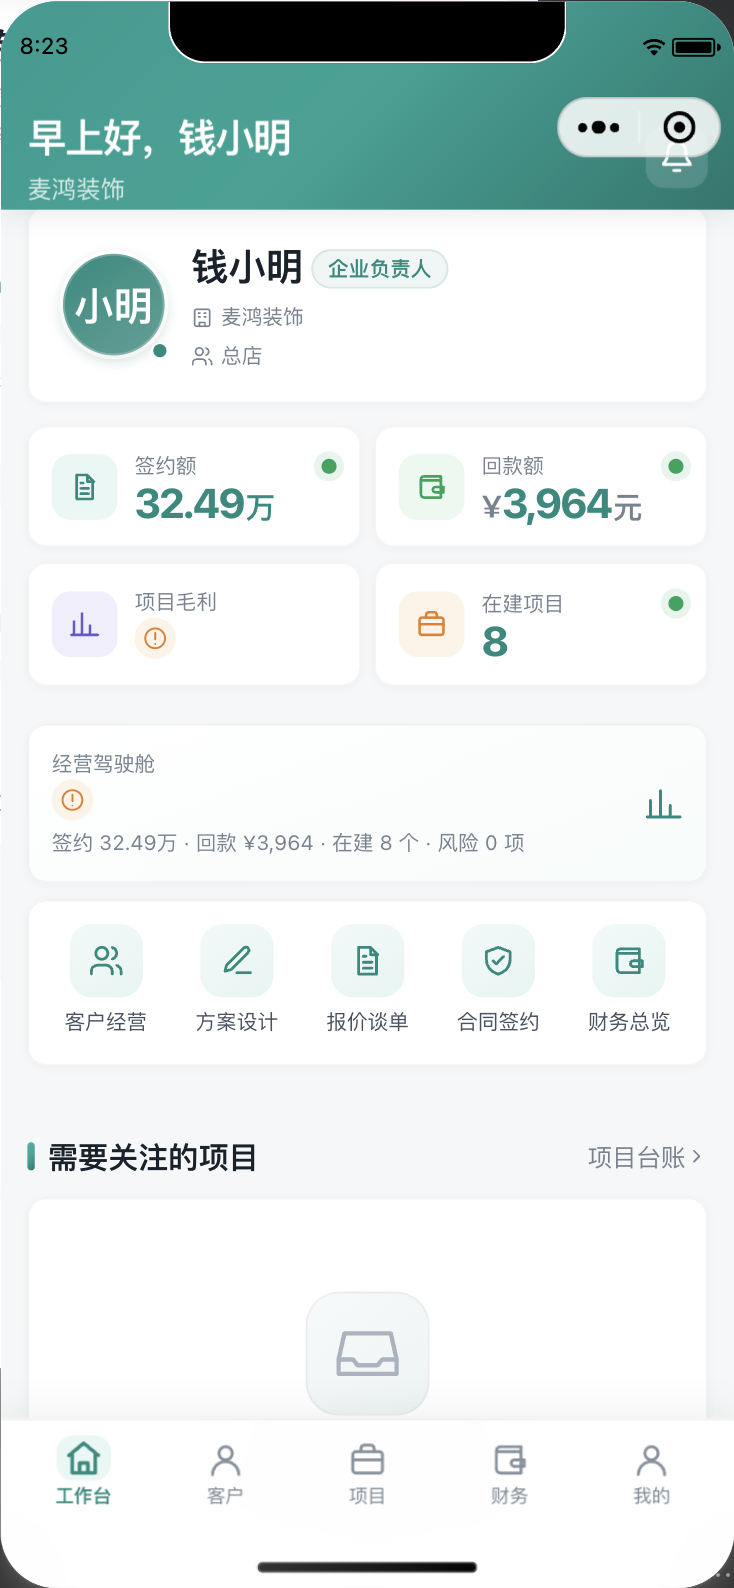 8:23
早上好，钱小明
麦鸿装饰
小明
钱小明 企业负责人
麦鸿装饰
总店
签约额
32.49万
回款额
¥3,964元
项目毛利
在建项目
8
经营驾驶舱
签约 32.49万 · 回款 ¥3,964 · 在建 8 个 · 风险 0 项
客户经营 方案设计 报价谈单 合同签约 财务总览
需要关注的项目 项目台账
工作台 客户 项目 财务 我的